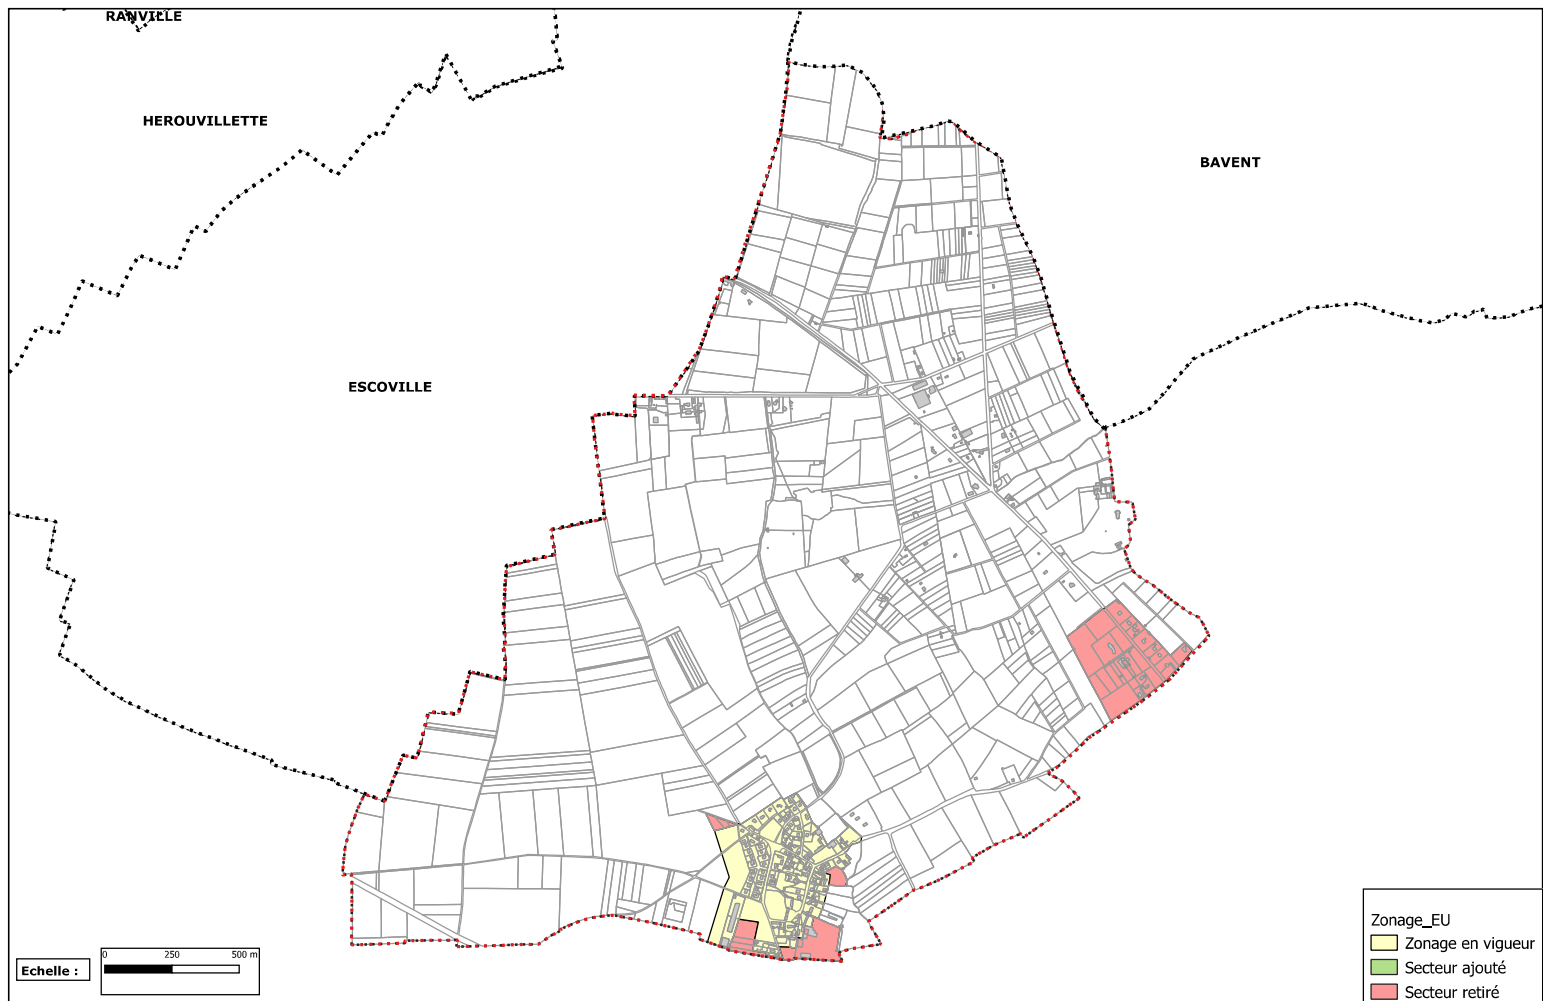 RANVILLE
HEROUVILLETTE
BAVENT
ESCOVILLE
Echelle :
0 250 500 m
Zonage_EU
Zonage en vigueur
Secteur ajouté
Secteur retiré